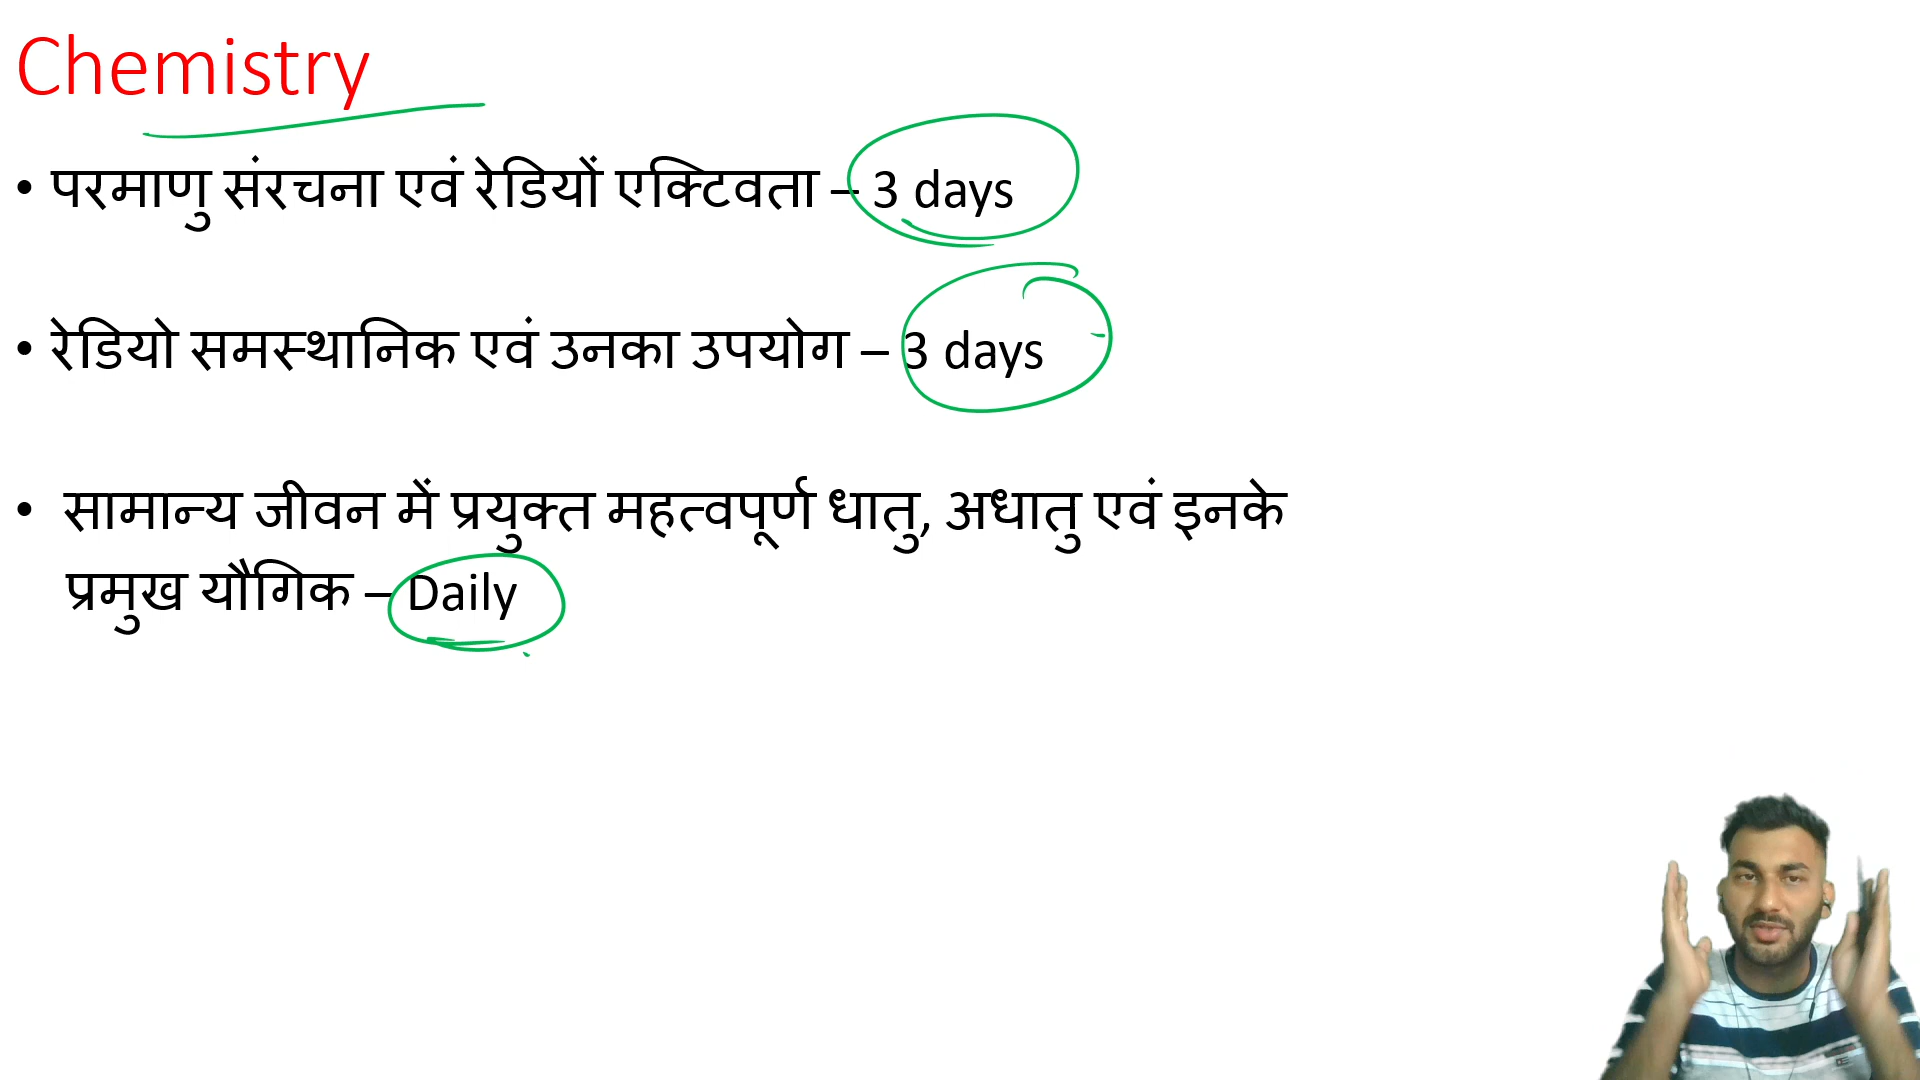 Chemistry
• परमाणु संरचना एवं रेडियों एक्टिवता – 3 days
• रेडियो समस्थानिक एवं उनका उपयोग – 3 days
• सामान्य जीवन में प्रयुक्त महत्वपूर्ण धातु, अधातु एवं इनके
प्रमुख यौगिक – Daily